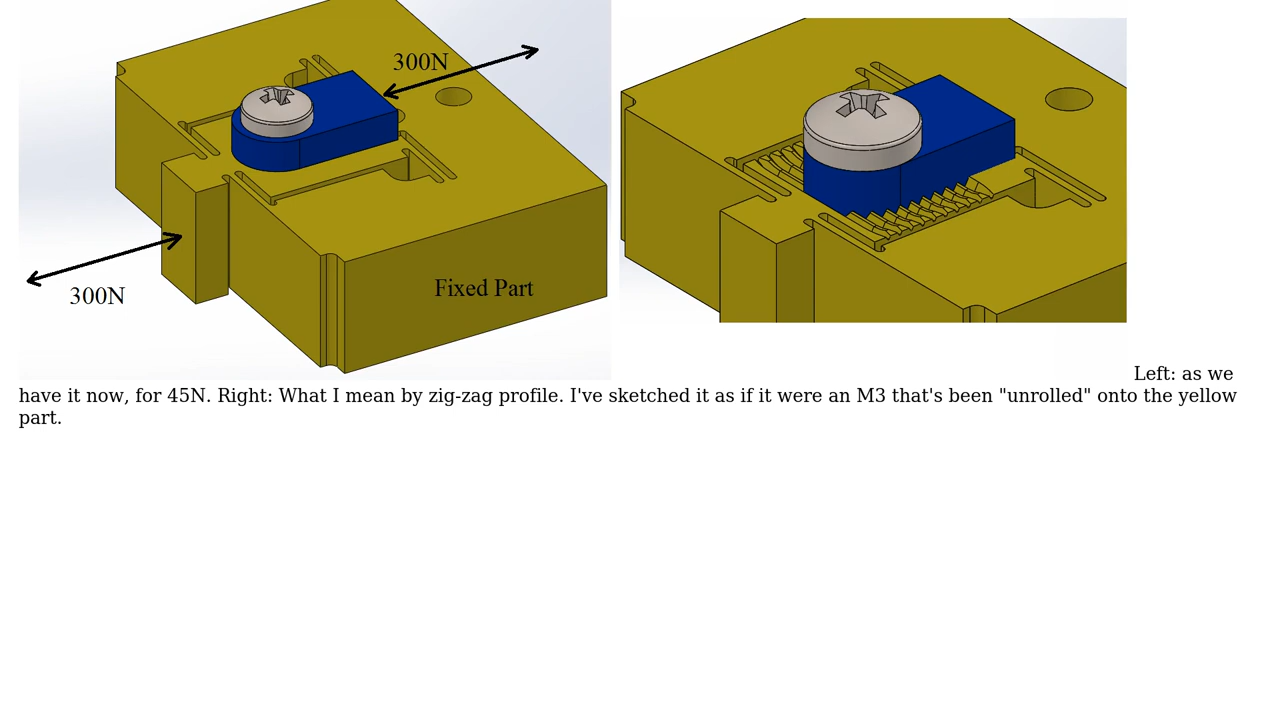 300N
300N
Fixed Part
Left: as we
have it now, for 45N. Right: What I mean by zig-zag profile. I've sketched it as if it were an M3 that's been "unrolled" onto the yellow
part.